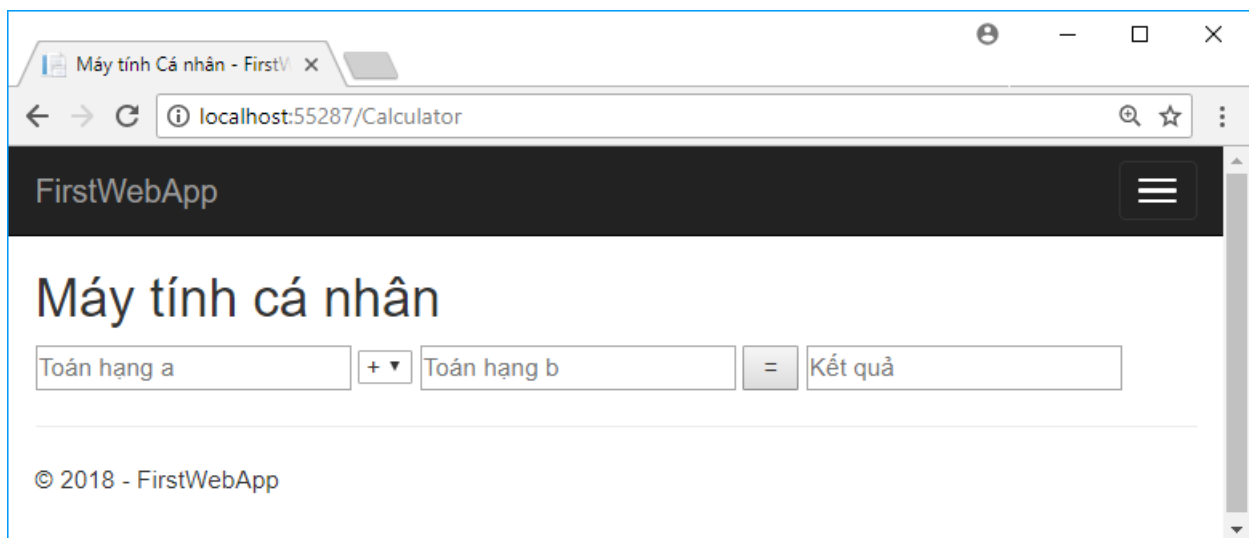 Máy tính Cá nhân - First
localhost:55287/Calculator
FirstWebApp
Máy tính cá nhân
Toán hạng a + Toán hạng b = Kết quả
© 2018 - FirstWebApp